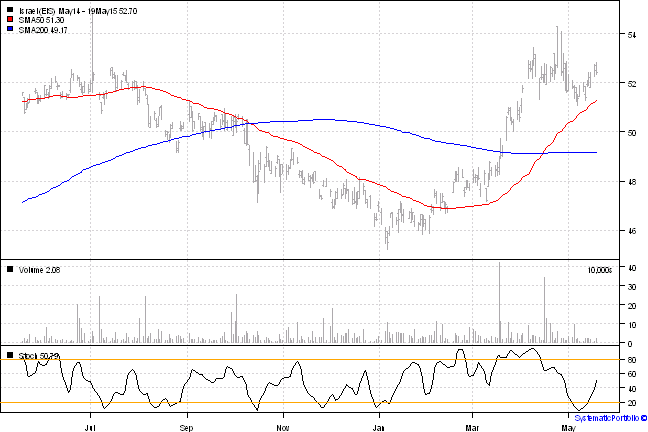 Israel(EIS) May14 - 19May15 52.70
SMA50 51.30
SMA200 49.17
54
52
50
48
46
Volume 2.08
10,000s
40
30
20
10
0
Stoch 50.79
80
60
40
20
Jul Sep Nov Jan Mar May
SystematicPortfolio ©